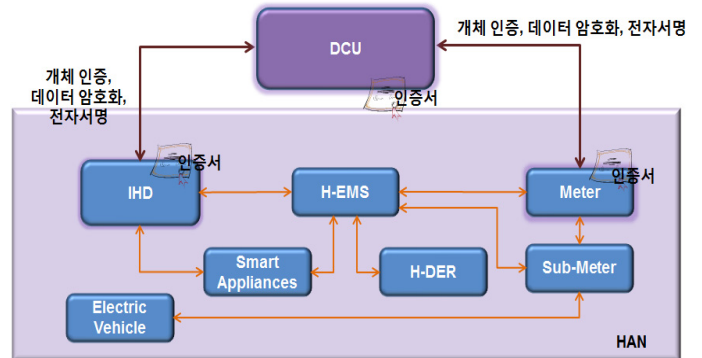 DCU
개체 인증, 데이터 암호화, 전자서명
개체 인증,
데이터 암호화,
전자서명
인증서
인증서
인증서
IHD
H-EMS
Meter
Smart
Appliances
H-DER
Sub-Meter
Electric
Vehicle
HAN